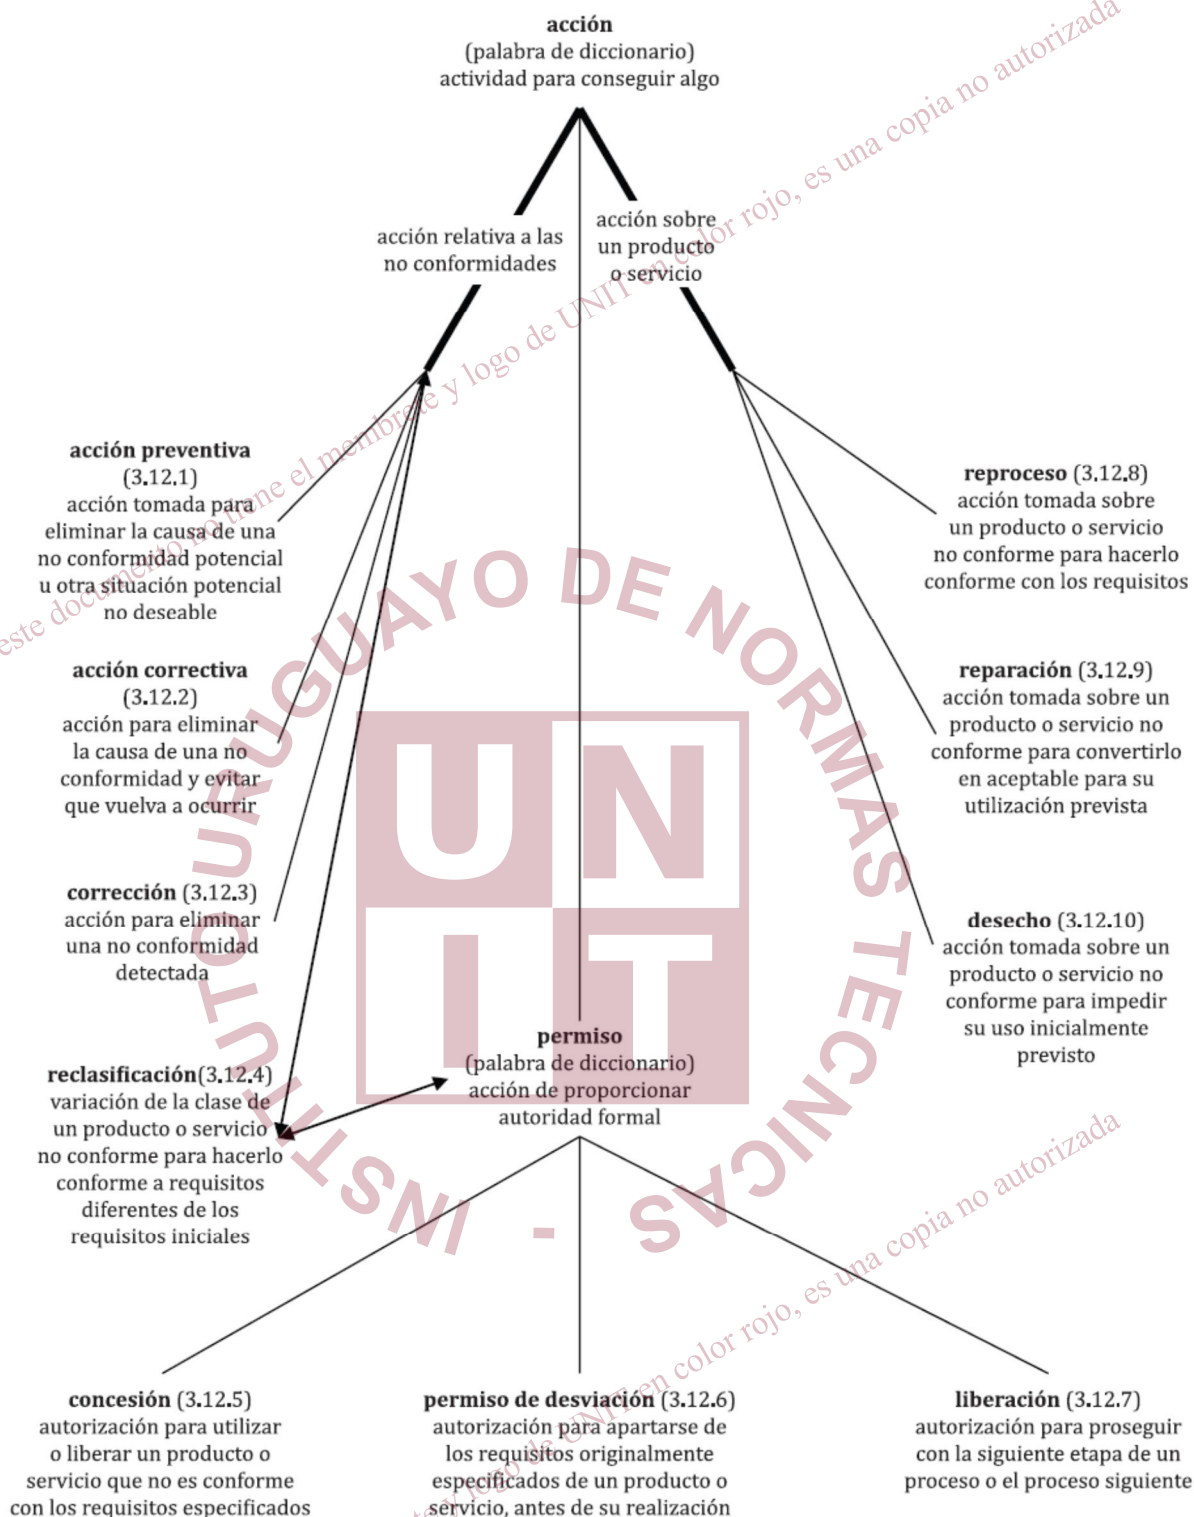 acción
(palabra de diccionario)
actividad para conseguir algo
acción relativa a las
no conformidades
acción sobre
un producto
o servicio
acción preventiva
(3.12.1)
acción tomada para
eliminar la causa de una
no conformidad potencial
u otra situación potencial
no deseable
acción correctiva
(3.12.2)
acción para eliminar
la causa de una no
conformidad y evitar
que vuelva a ocurrir
corrección (3.12.3)
acción para eliminar
una no conformidad
detectada
reclasificación(3.12.4)
variación de la clase de
un producto o servicio
no conforme para hacerlo
conforme a requisitos
diferentes de los
requisitos iniciales
reproceso (3.12.8)
acción tomada sobre
un producto o servicio
no conforme para hacerlo
conforme con los requisitos
reparación (3.12.9)
acción tomada sobre un
producto o servicio no
conforme para convertirlo
en aceptable para su
utilización prevista
desecho (3.12.10)
acción tomada sobre un
producto o servicio no
conforme para impedir
su uso inicialmente
previsto
permiso
(palabra de diccionario)
acción de proporcionar
autoridad formal
concesión (3.12.5)
autorización para utilizar
o liberar un producto o
servicio que no es conforme
con los requisitos especificados
permiso de desviación (3.12.6)
autorización para apartarse de
los requisitos originalmente
especificados de un producto o
servicio, antes de su realización
liberación (3.12.7)
autorización para proseguir
con la siguiente etapa de un
proceso o el proceso siguiente
este documento no tiene el membrete y logo de UNIT en color rojo, es una copia no autorizada
y logo de UNIT en color rojo, es una copia no autorizada
INSTITUTO URUGUAYO DE NORMAS TECNICAS -
UNIT